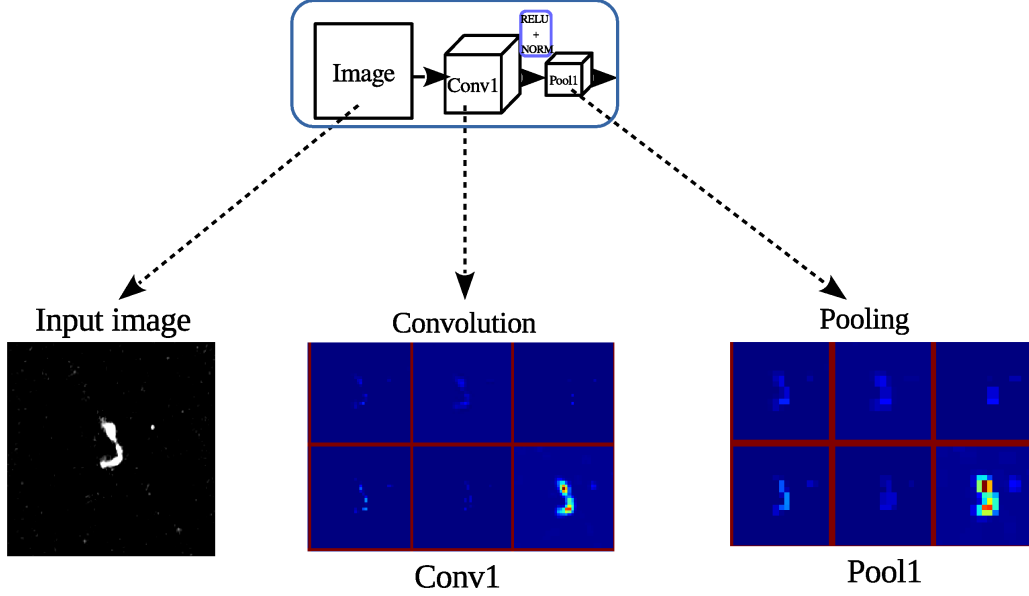 RELU
+
NORM
Image
Conv1
Pool1
Input image
Convolution
Pooling
Conv1
Pool1